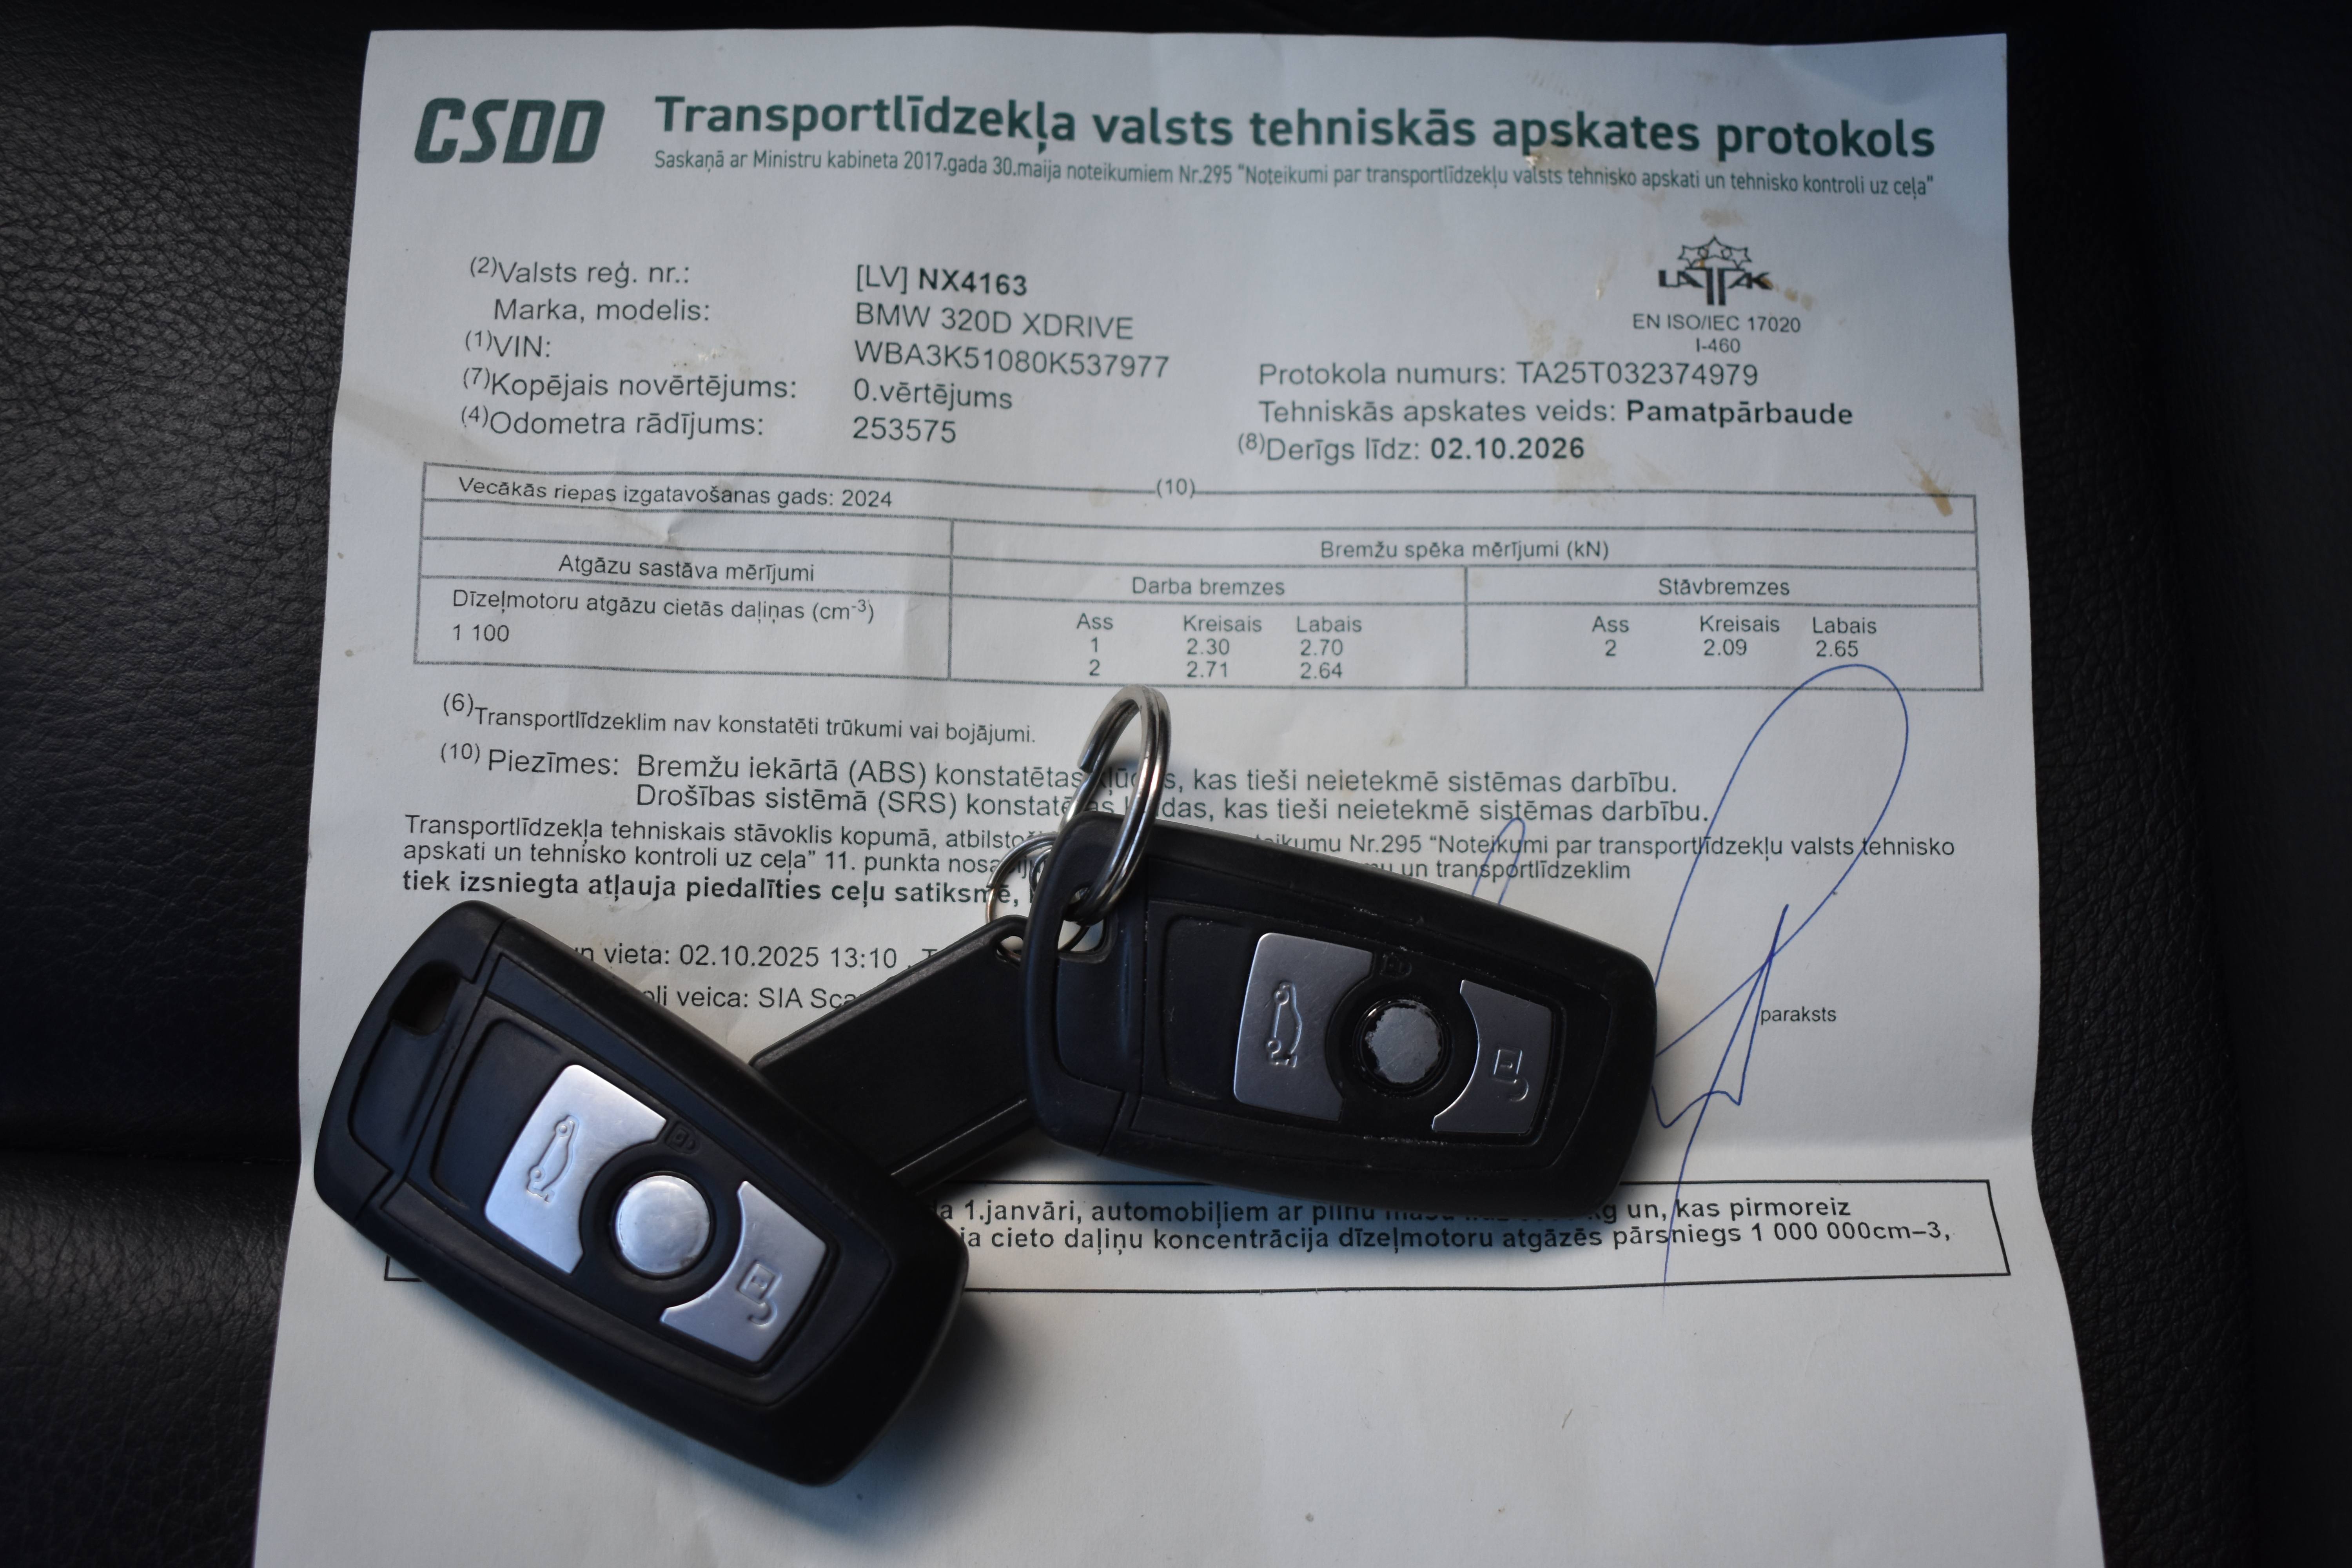 CSDD
Transportlīdzekļa valsts tehniskās apskates protokols
Saskaņā ar Ministru kabineta 2017.gada 30.maija noteikumiem Nr.295 "Noteikumi par transportlīdzekļu valsts tehnisko apskati un tehnisko kontroli uz ceļa"
LATAK
EN ISO/IEC 17020
I-460
(2)Valsts reģ. nr.: [LV] NX4163
Marka, modelis: BMW 320D XDRIVE
(1)VIN: WBA3K51080K537977
(7)Kopējais novērtējums: 0.vērtējums
(4)Odometra rādījums: 253575
Protokola numurs: TA25T032374979
Tehniskās apskates veids: Pamatpārbaude
(8)Derīgs līdz: 02.10.2026
(10)
Vecākās riepas izgatavošanas gads: 2024
Atgāzu sastāva mērījumi
Dīzeļmotoru atgāzu cietās daļiņas (cm-3)
1 100
Bremžu spēka mērījumi (kN)
Darba bremzes Stāvbremzes
Ass Kreisais Labais Ass Kreisais Labais
1 2.30 2.70 2 2.09 2.65
2 2.71 2.64
(6)Transportlīdzeklim nav konstatēti trūkumi vai bojājumi.
(10) Piezīmes: Bremžu iekārtā (ABS) konstatētas kļūdas, kas tieši neietekmē sistēmas darbību.
Drošības sistēmā (SRS) konstatētas kļūdas, kas tieši neietekmē sistēmas darbību.
Transportlīdzekļa tehniskais stāvoklis kopumā, Nr.295 "Noteikumi par transportlīdzekļu valsts tehnisko
apskati un tehnisko kontroli uz ceļa" 11. punkta un transportlīdzeklim
tiek izsniegta atļauja piedalīties ceļu satiksmē,
vieta: 02.10.2025 13:10
veica: SIA
paraksts
1.janvāri, automobiļiem ar pilnu un, kas pirmoreiz
cieto daļiņu koncentrācija dīzeļmotoru atgāzēs pārsniegs 1 000 000cm–3,